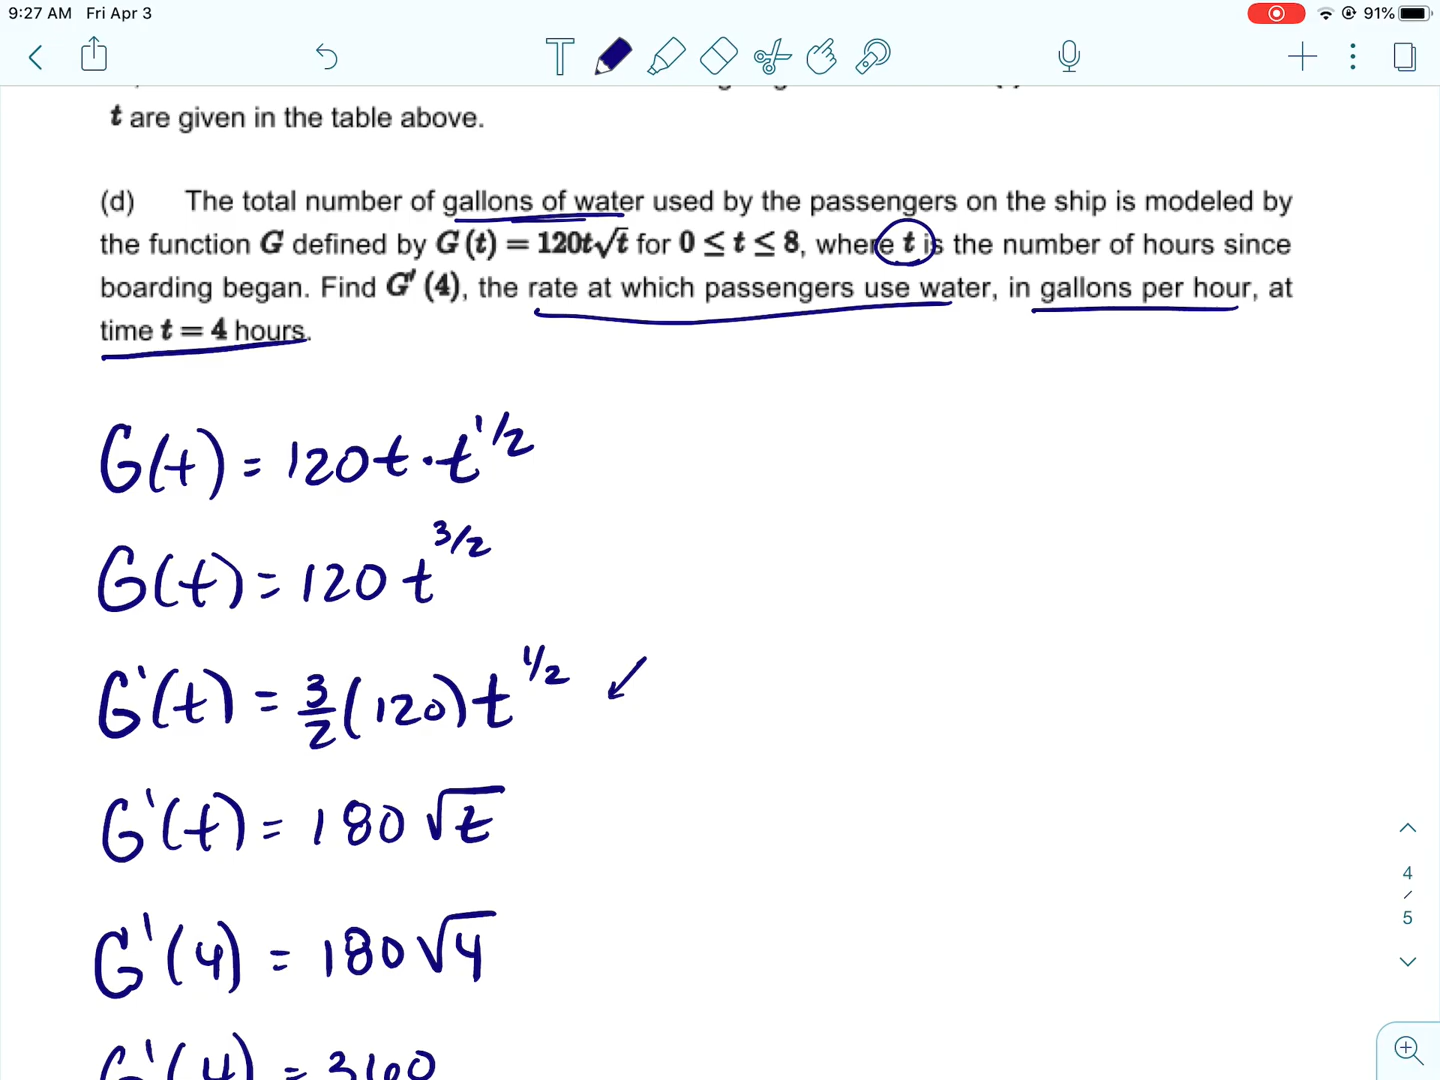 9:27 AM Fri Apr 3
91%
t are given in the table above.
(d) The total number of gallons of water used by the passengers on the ship is modeled by
the function G defined by G(t) = 120t√t for 0 ≤ t ≤ 8, where t is the number of hours since
boarding began. Find G′ (4), the rate at which passengers use water, in gallons per hour, at
time t = 4 hours.
G(t) = 120t · t^1/2
G(t) = 120 t^3/2
G'(t) = 3/2 (120) t^1/2
G'(t) = 180 √t
G'(4) = 180 √4
G'(4) = 360
4
/
5